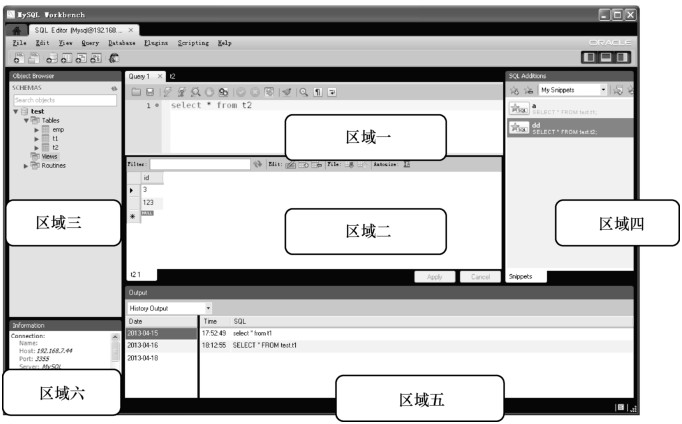 MySQL Workbench
SQL Editor (Mysql@192.168 ... ×
File Edit View Query Database Plugins Scripting Help
ORACLE
Object Browser
SCHEMAS
Search objects
test
Tables
emp
t1
t2
Views
Routines
区域三
Query 1 × t2
1 select * from t2
区域一
Filter: Edit: File: Autosize:
id
3
123
NULL
区域二
t2 1
Apply Cancel
SQL Additions
My Snippets
a
SELECT * FROM test.t1;
dd
SELECT * FROM test.t2;
区域四
Snippets
Output
History Output
Date Time SQL
2013-04-15 17:52:49 select * from t1
2013-04-16 18:12:55 SELECT * FROM test.t1
2013-04-18
区域五
Information
Connection:
Name:
Host: 192.168.7.44
Port: 3355
Server: MySQL
区域六